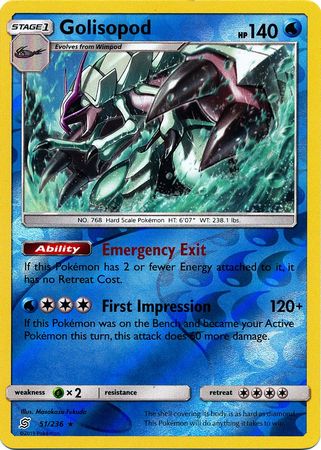 STAGE 1 Golisopod HP 140
Evolves from Wimpod
NO. 768 Hard Scale Pokémon HT: 6'07" WT: 238.1 lbs.
Ability Emergency Exit
If this Pokémon has 2 or fewer Energy attached to it, it
has no Retreat Cost.
First Impression 120+
If this Pokémon was on the Bench and became your Active
Pokémon this turn, this attack does 60 more damage.
weakness ×2 resistance retreat
Illus. Masakazu Fukuda
51/236 ★
©2019 Pokémon
The shell covering its body is as hard as diamond.
This Pokémon will do anything it takes to win.